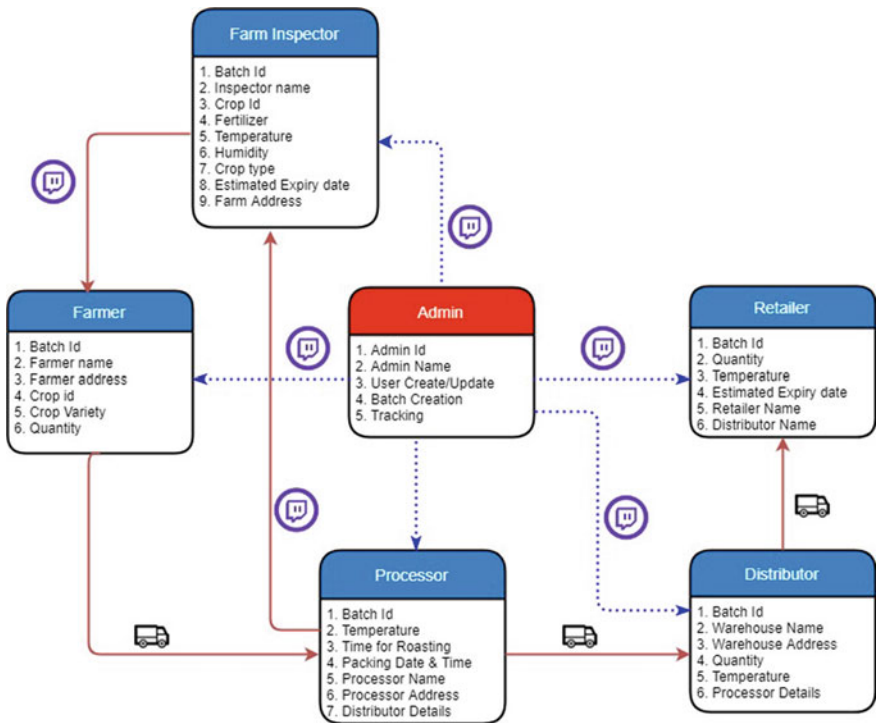 Farm Inspector
1. Batch Id
2. Inspector name
3. Crop Id
4. Fertilizer
5. Temperature
6. Humidity
7. Crop type
8. Estimated Expiry date
9. Farm Address
Farmer
1. Batch Id
2. Farmer name
3. Farmer address
4. Crop id
5. Crop Variety
6. Quantity
Admin
1. Admin Id
2. Admin Name
3. User Create/Update
4. Batch Creation
5. Tracking
Retailer
1. Batch Id
2. Quantity
3. Temperature
4. Estimated Expiry date
5. Retailer Name
6. Distributor Name
Processor
1. Batch Id
2. Temperature
3. Time for Roasting
4. Packing Date & Time
5. Processor Name
6. Processor Address
7. Distributor Details
Distributor
1. Batch Id
2. Warehouse Name
3. Warehouse Address
4. Quantity
5. Temperature
6. Processor Details